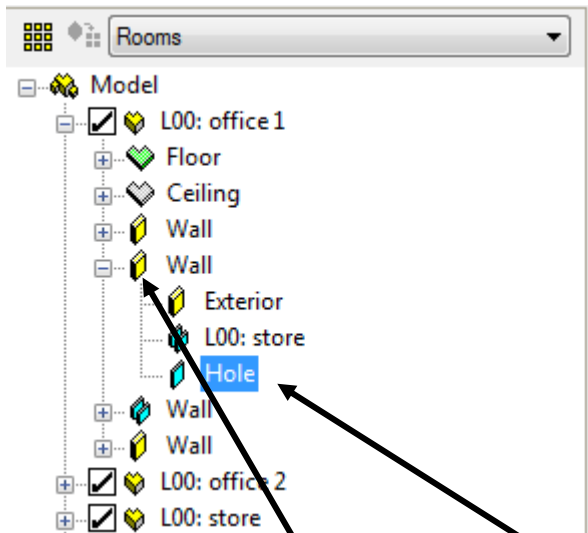 Rooms
Model
L00: office 1
Floor
Ceiling
Wall
Wall
Exterior
L00: store
Hole
Wall
Wall
L00: office 2
L00: store